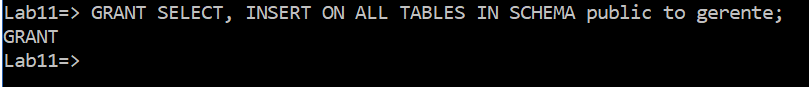 Lab11=> GRANT SELECT, INSERT ON ALL TABLES IN SCHEMA public to gerente;
GRANT
Lab11=>